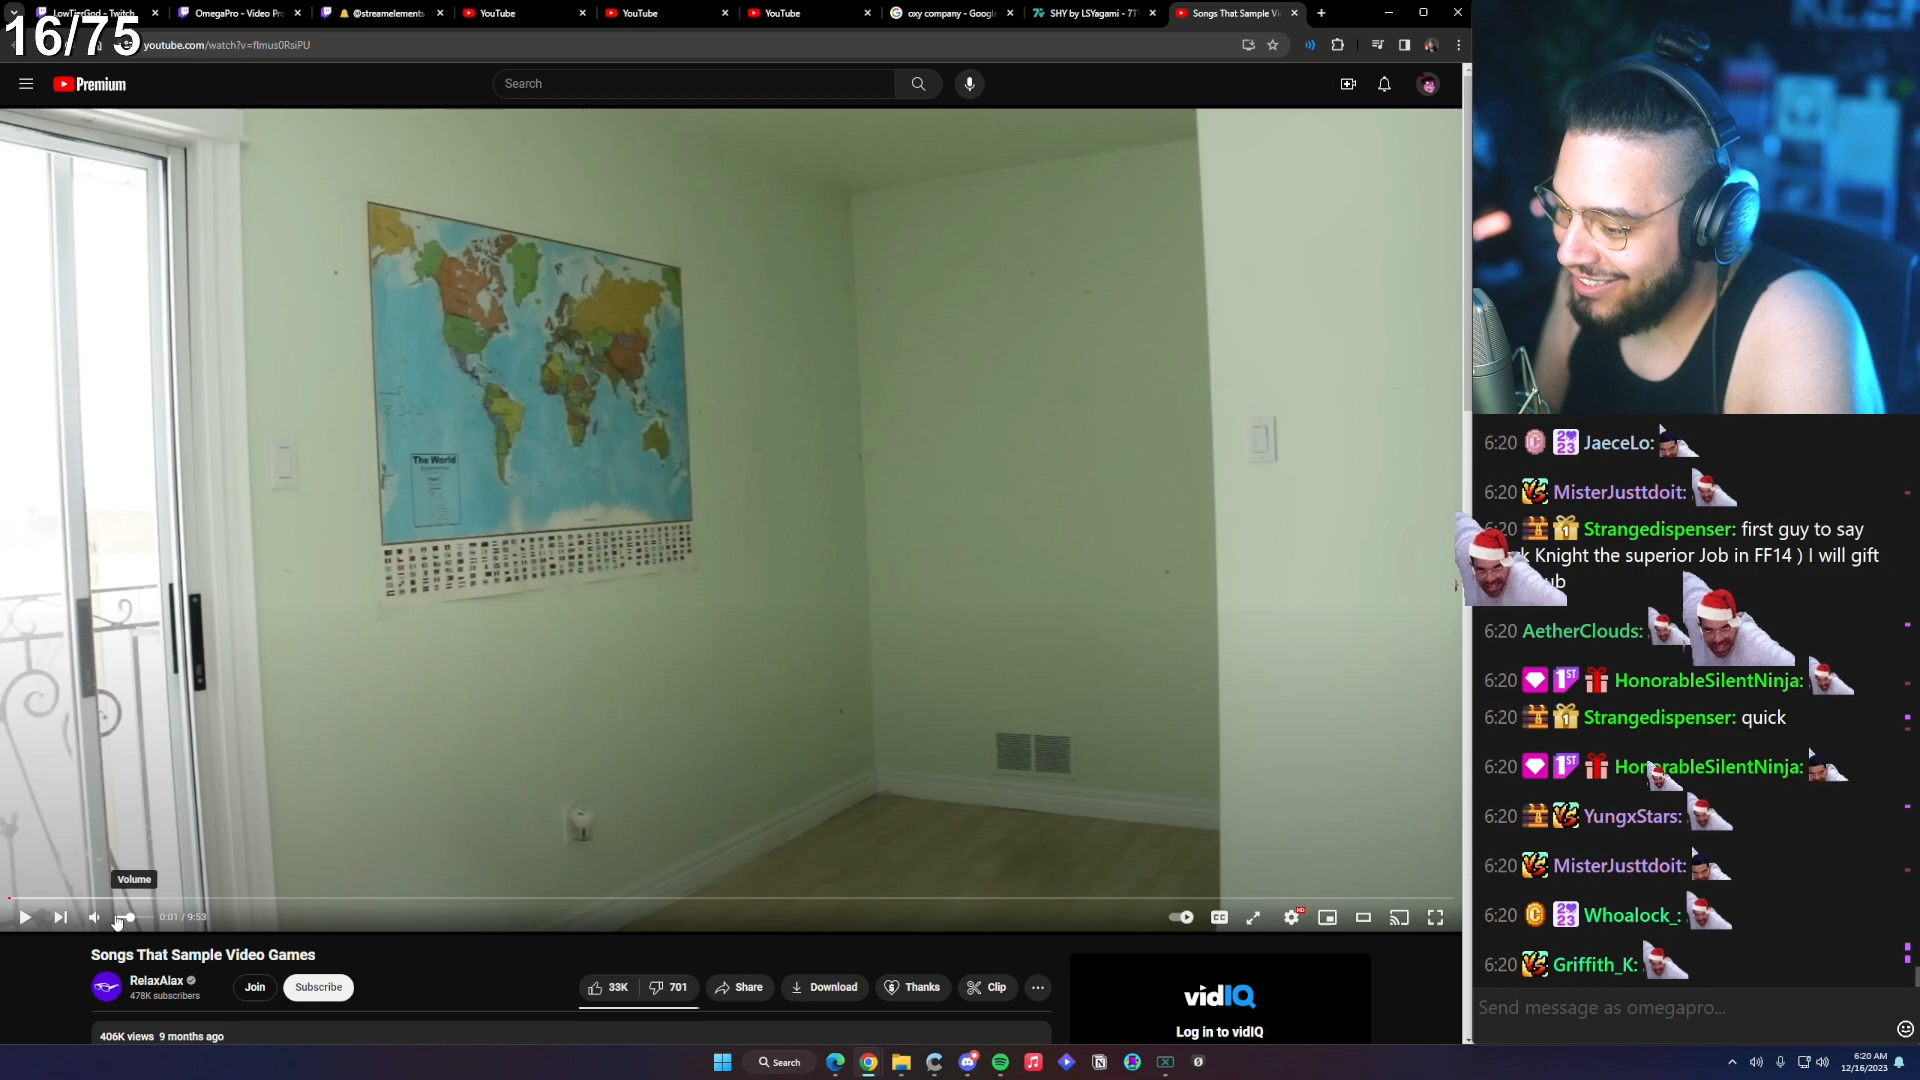 LowTierGod - Twitch
OmegaPro - Video Pr
@streamelements
YouTube
YouTube
YouTube
oxy company - Google
SHY by LSYagami - 7T
Songs That Sample Vi
16/75
youtube.com/watch?v=fImus0RsiPU
Premium
Search
The World
Volume
0:01 / 9:53
CC
HD
Songs That Sample Video Games
RelaxAlax
478K subscribers
Join
Subscribe
33K
701
Share
Download
Thanks
Clip
406K views 9 months ago
vidIQ
Log in to vidIQ
6:20 JaeceLo:
6:20 MisterJusttdoit:
6:20 Strangedispenser: first guy to say
Knight the superior Job in FF14 ) I will gift
6:20 AetherClouds:
6:20 1ST HonorableSilentNinja:
6:20 Strangedispenser: quick
6:20 1ST HonorableSilentNinja:
6:20 YungxStars:
6:20 MisterJusttdoit:
6:20 Whoalock_:
6:20 Griffith_K:
Send message as omegapro...
Search
6:20 AM
12/16/2023